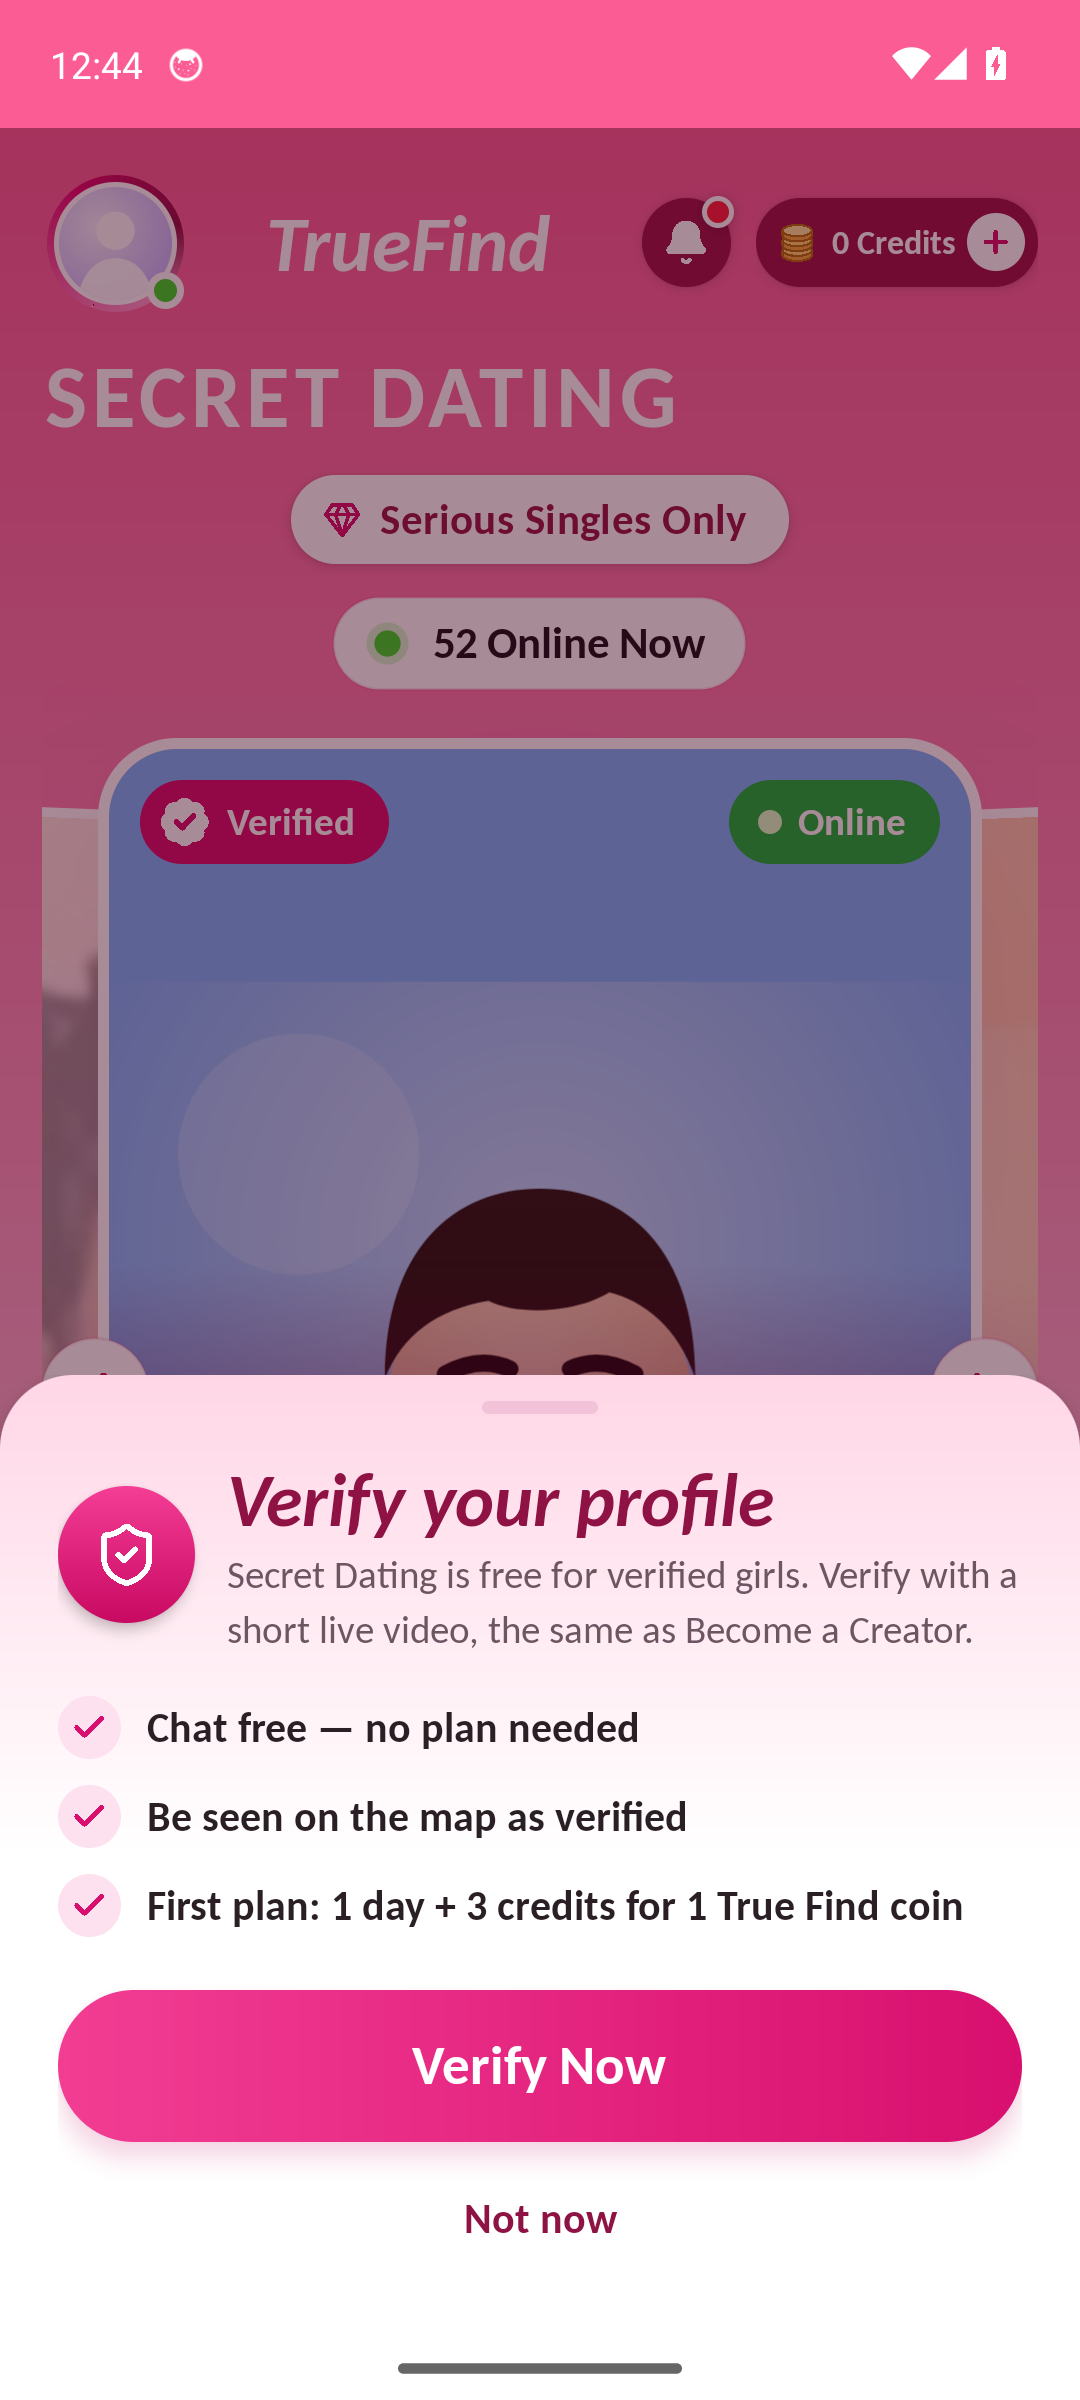 12:44
TrueFind
0 Credits
SECRET DATING
Serious Singles Only
52 Online Now
Verified
Online
Verify your profile
Secret Dating is free for verified girls. Verify with a
short live video, the same as Become a Creator.
Chat free — no plan needed
Be seen on the map as verified
First plan: 1 day + 3 credits for 1 True Find coin
Verify Now
Not now